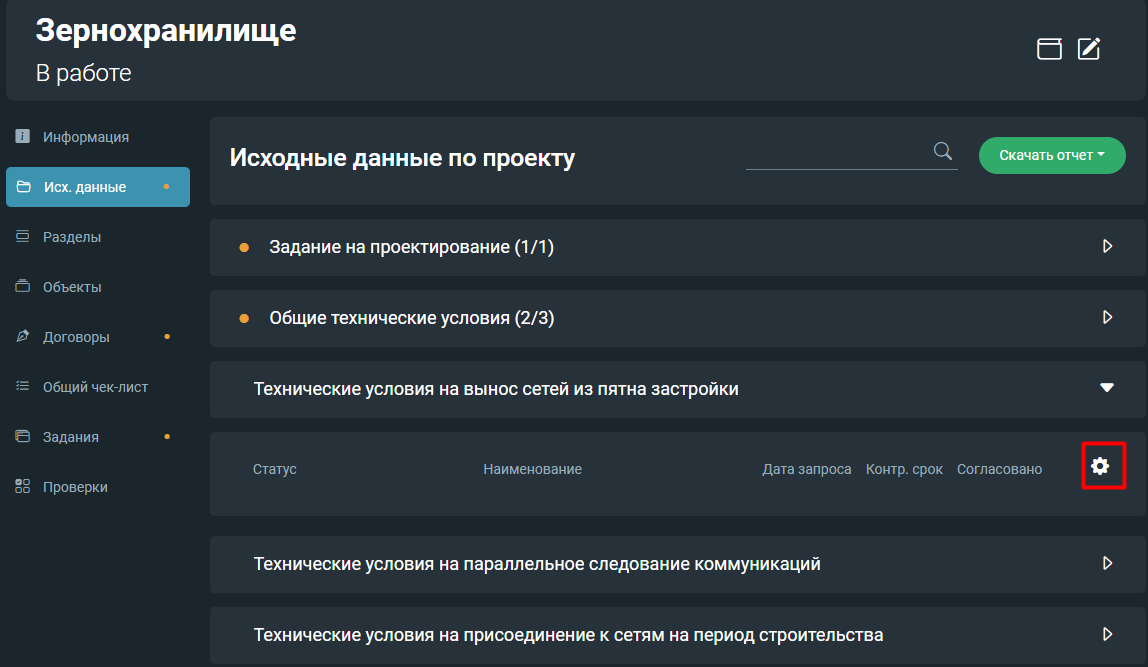 Зернохранилище
В работе
Информация
Исх. данные
Разделы
Объекты
Договоры
Общий чек-лист
Задания
Проверки
Исходные данные по проекту
Скачать отчет
Задание на проектирование (1/1)
Общие технические условия (2/3)
Технические условия на вынос сетей из пятна застройки
Статус Наименование Дата запроса Контр. срок Согласовано
Технические условия на параллельное следование коммуникаций
Технические условия на присоединение к сетям на период строительства